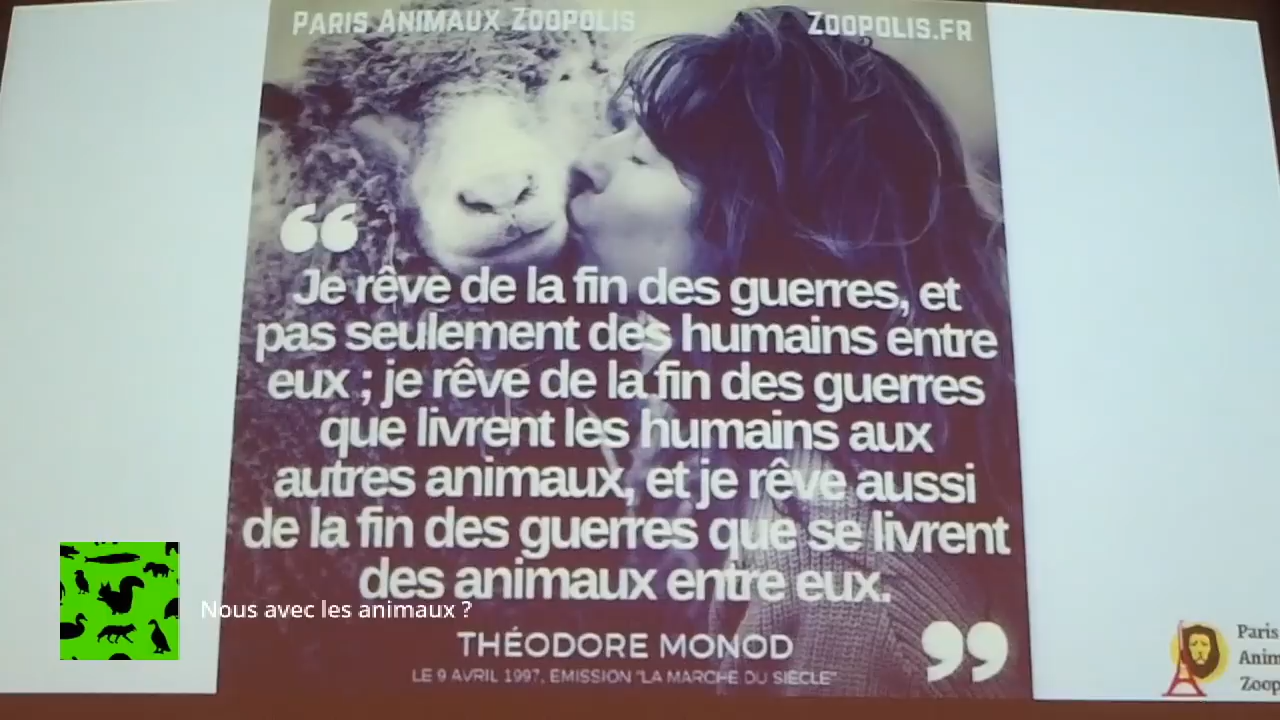 PARIS ANIMAUX ZOOPOLIS
ZOOPOLIS.FR
“
Je rêve de la fin des guerres, et
pas seulement des humains entre
eux ; je rêve de la fin des guerres
que livrent les humains aux
autres animaux, et je rêve aussi
de la fin des guerres que se livrent
des animaux entre eux.
Nous avec les animaux ?
THÉODORE MONOD
LE 9 AVRIL 1997, EMISSION "LA MARCHE DU SIECLE"
”
Paris
Anim
Zoop